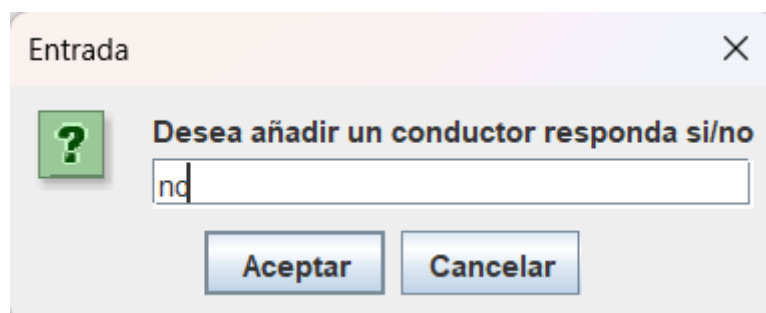 Entrada
Desea añadir un conductor responda si/no
no
Aceptar
Cancelar